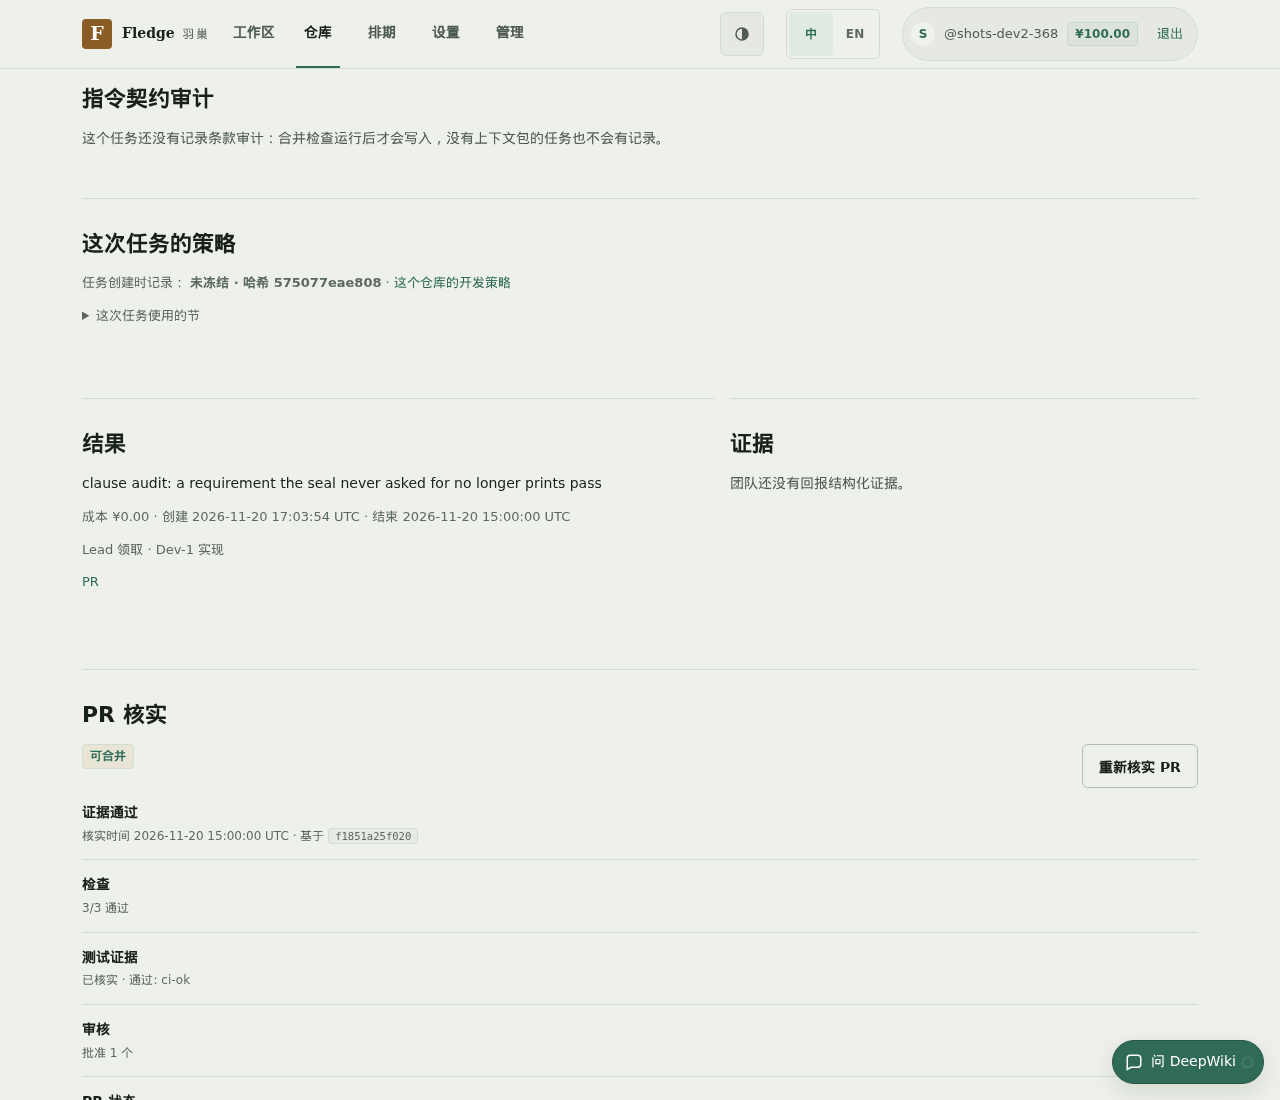 F Fledge 羽巢 工作区 仓库 排期 设置 管理 中 EN S @shots-dev2-368 ¥100.00 退出
指令契约审计
这个任务还没有记录条款审计：合并检查运行后才会写入，没有上下文包的任务也不会有记录。
这次任务的策略
任务创建时记录： 未冻结 · 哈希 575077eae808 · 这个仓库的开发策略
▶ 这次任务使用的节
结果
clause audit: a requirement the seal never asked for no longer prints pass
成本 ¥0.00 · 创建 2026-11-20 17:03:54 UTC · 结束 2026-11-20 15:00:00 UTC
Lead 领取 · Dev-1 实现
PR
证据
团队还没有回报结构化证据。
PR 核实
可合并
重新核实 PR
证据通过
核实时间 2026-11-20 15:00:00 UTC · 基于 f1851a25f020
检查
3/3 通过
测试证据
已核实 · 通过: ci-ok
审核
批准 1 个
问 DeepWiki
PR 状态